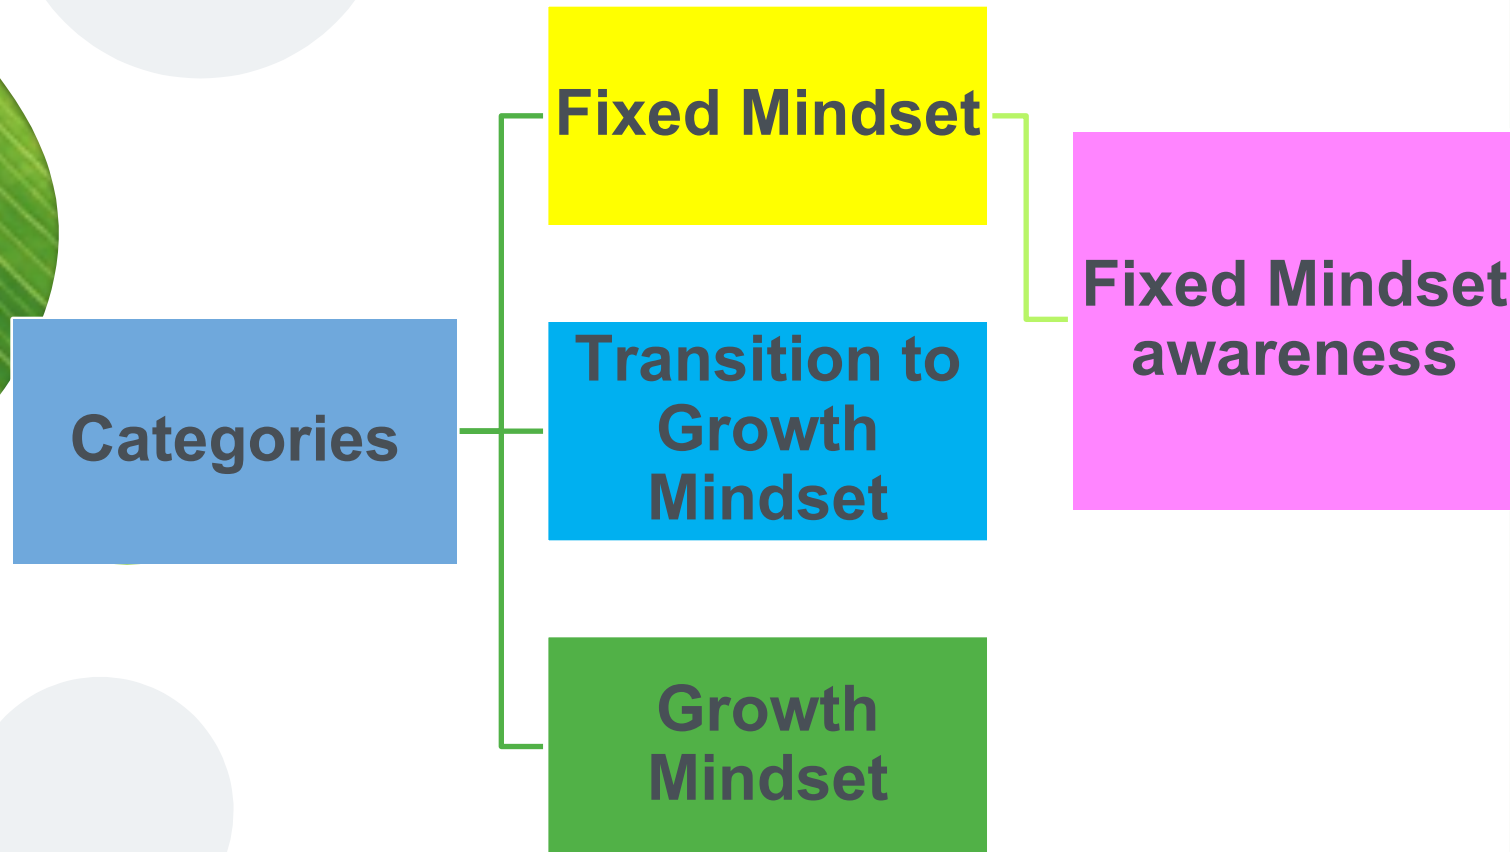 Fixed Mindset
Fixed Mindset
awareness
Transition to
Growth
Mindset
Categories
Growth
Mindset